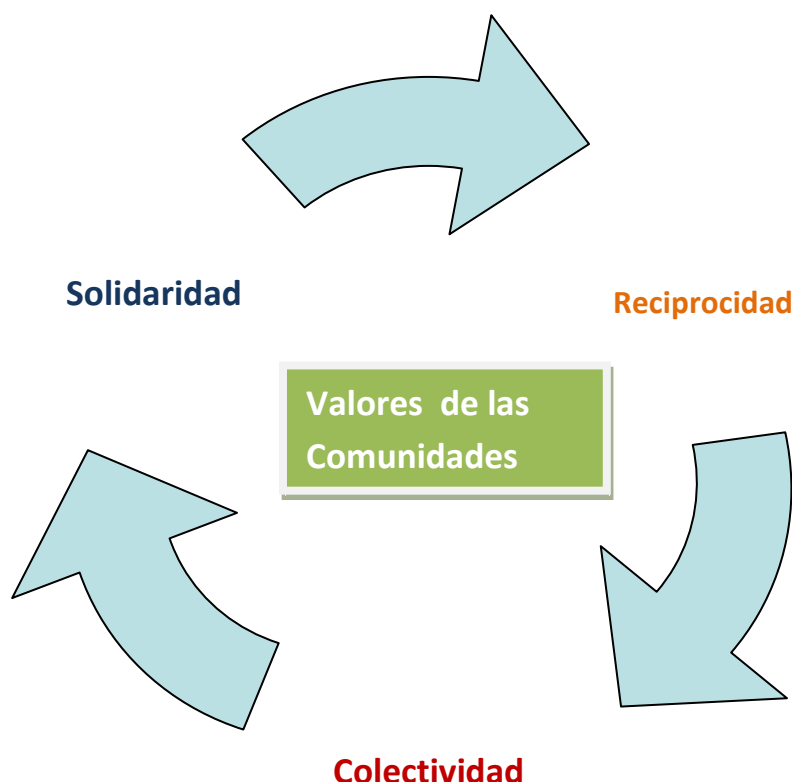 Solidaridad
Reciprocidad
Valores de las
Comunidades
Colectividad